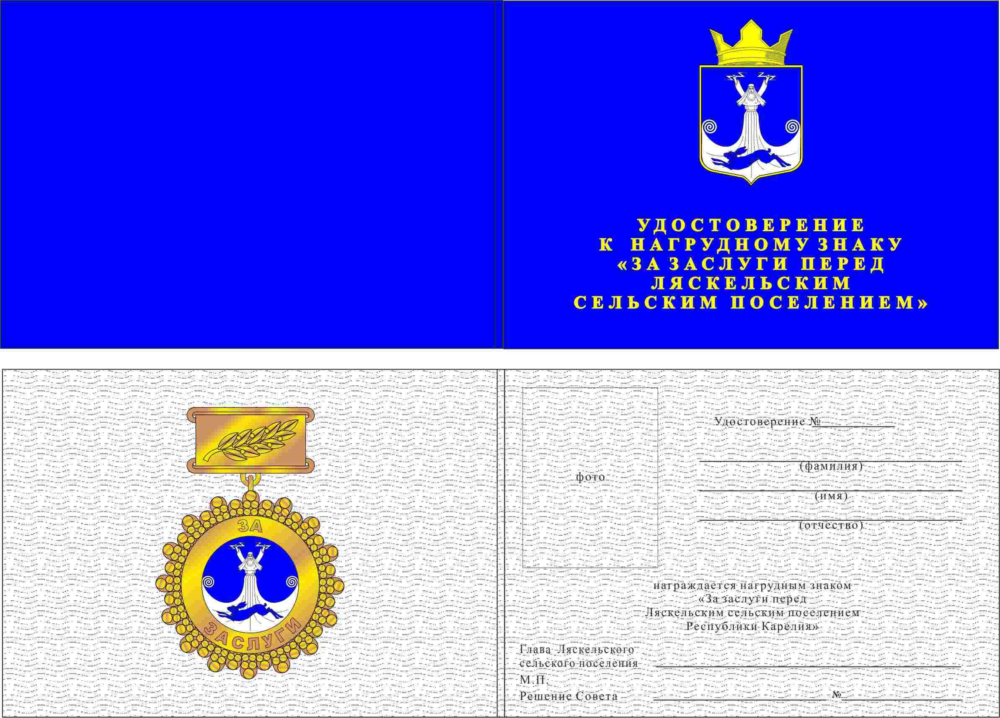 УДОСТОВЕРЕНИЕ
К НАГРУДНОМУ ЗНАКУ
«ЗА ЗАСЛУГИ ПЕРЕД
ЛЯСКЕЛЬСКИМ
СЕЛЬСКИМ ПОСЕЛЕНИЕМ»
ЗА
ЗАСЛУГИ
фото
Удостоверение №
(фамилия)
(имя)
(отчество)
награждается нагрудным знаком
«За заслуги перед
Ляскельским сельским поселением
Республики Карелия»
Глава Ляскельского
сельского поселения
М.П.
Решение Совета №